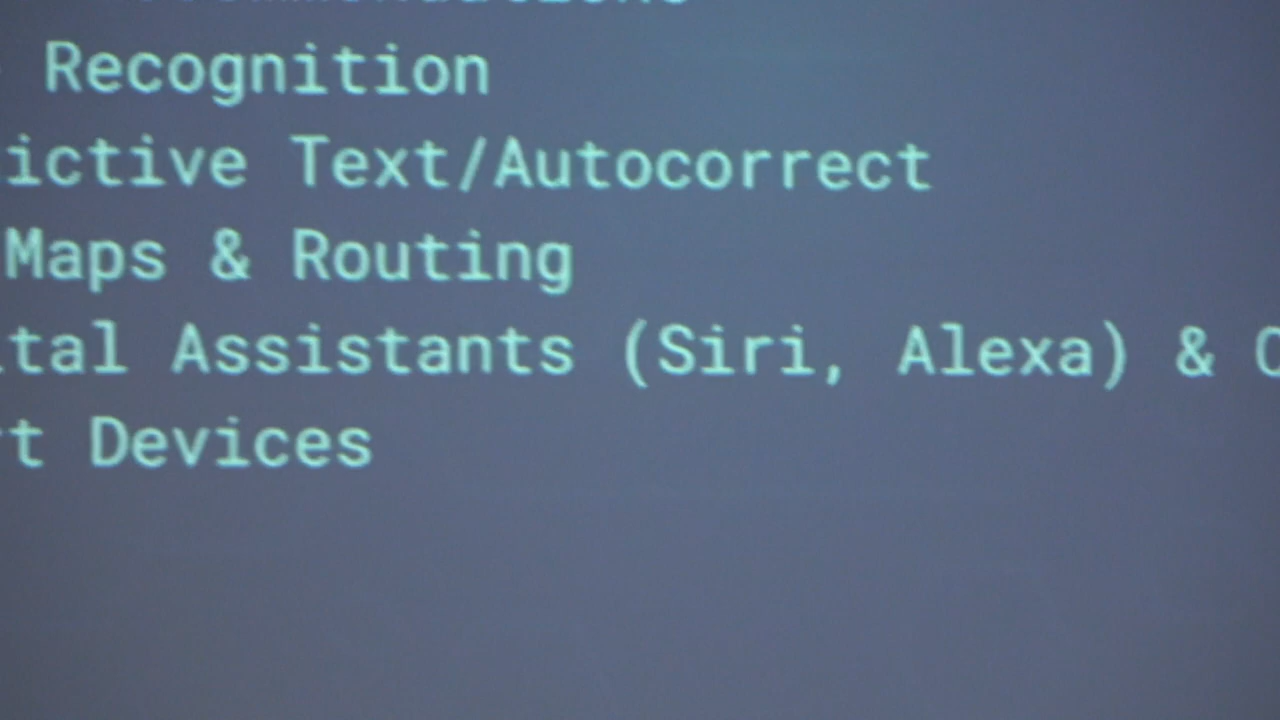 Recognition
ictive Text/Autocorrect
Maps & Routing
tal Assistants (Siri, Alexa) &
t Devices